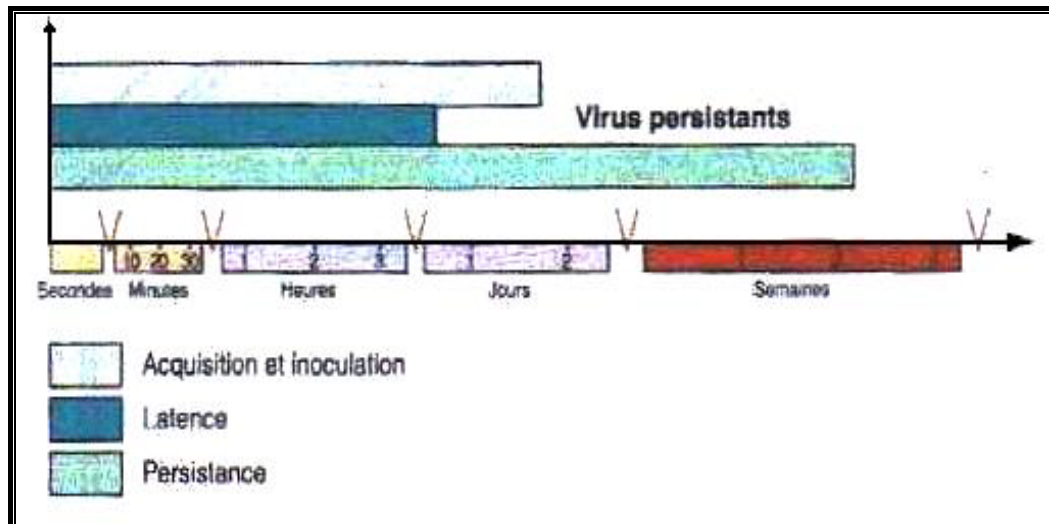 Virus persistants
10 20 30 1 2 3 1 2
Secondes Minutes Heures Jours Semaines
Acquisition et inoculation
Latence
Persistance